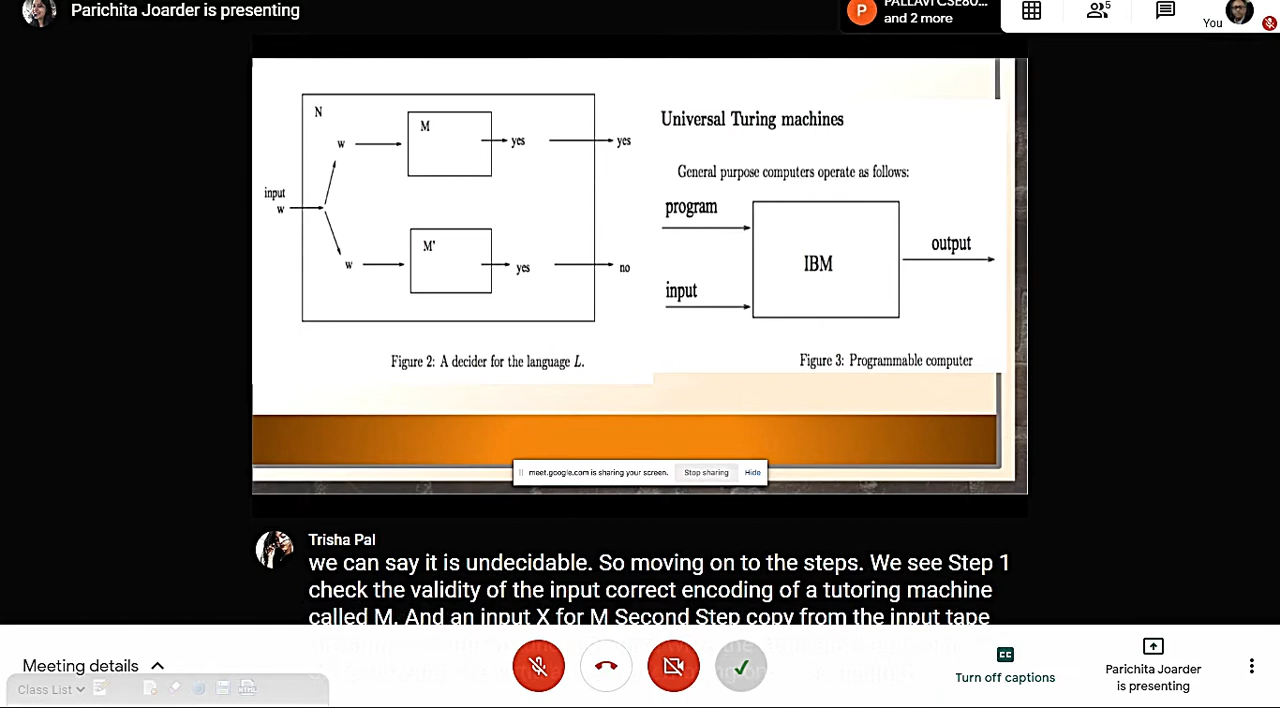 Parichita Joarder is presenting
P
PALLAVI CSE80...
and 2 more
5
You
N
M
w
yes
yes
input
w
M'
w
yes
no
Figure 2: A decider for the language L.
Universal Turing machines
General purpose computers operate as follows:
program
IBM
output
input
Figure 3: Programmable computer
meet.google.com is sharing your screen.
Stop sharing
Hide
Trisha Pal
we can say it is undecidable. So moving on to the steps. We see Step 1
check the validity of the input correct encoding of a tutoring machine
called M. And an input X for M Second Step copy from the input tape
Meeting details
Class List
HTML
CC
Turn off captions
Parichita Joarder
is presenting